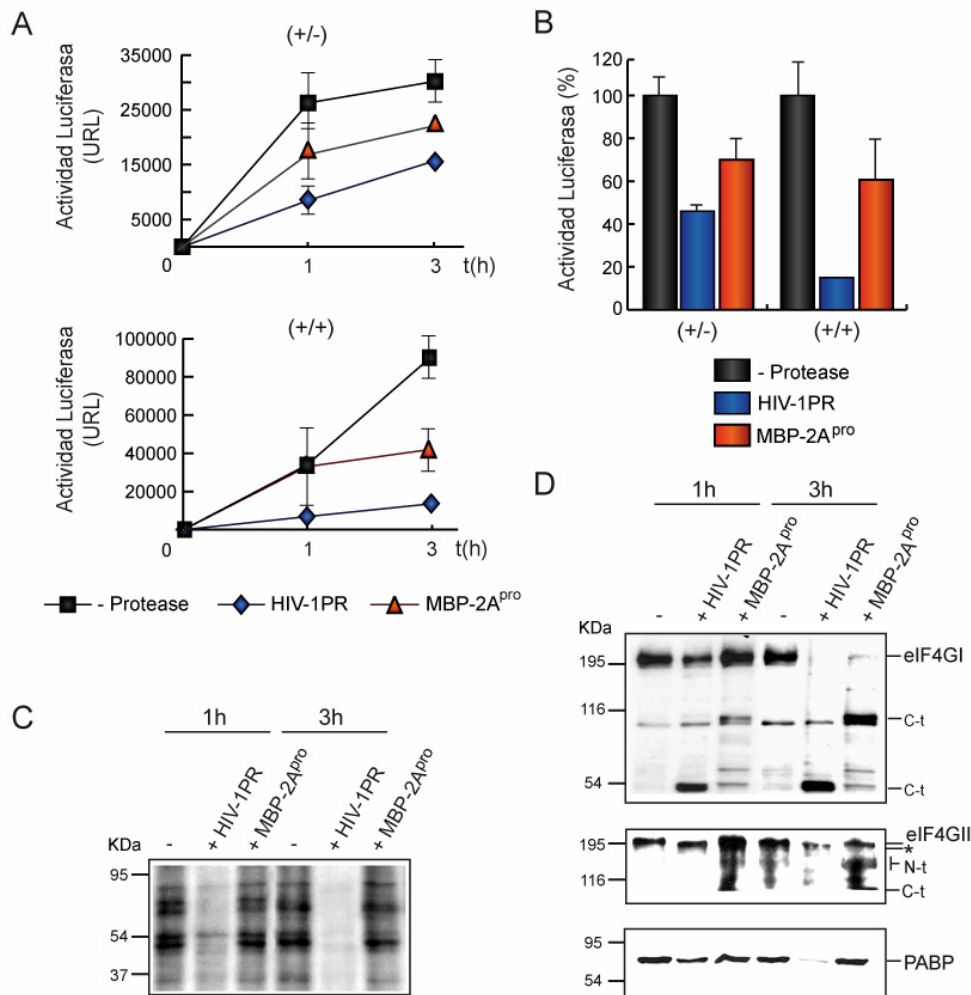 A
(+/-)
Actividad Luciferasa
(URL)
35000
25000
15000
5000
0
1
3
t(h)
(+/+)
Actividad Luciferasa
(URL)
100000
80000
60000
40000
20000
0
1
3
t(h)
- Protease
HIV-1PR
MBP-2Apro
B
Actividad Luciferasa (%)
120
100
80
60
40
20
0
(+/-)
(+/+)
- Protease
HIV-1PR
MBP-2Apro
C
1h
3h
-
+ HIV-1PR
+ MBP-2Apro
-
+ HIV-1PR
+ MBP-2Apro
KDa
95
54
37
D
1h
3h
-
+ HIV-1PR
+ MBP-2Apro
-
+ HIV-1PR
+ MBP-2Apro
KDa
195
116
54
eIF4GI
C-t
C-t
195
116
eIF4GII
*
N-t
C-t
95
54
PABP